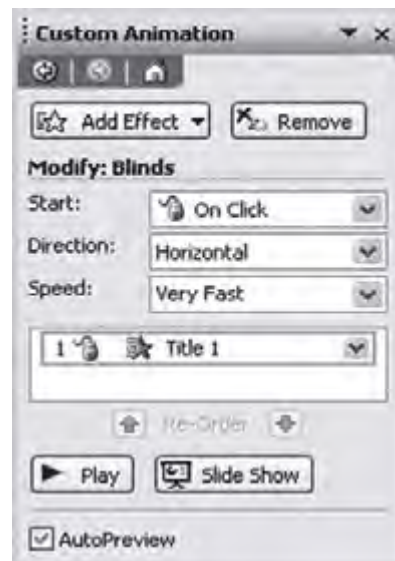 Custom Animation
Add Effect Remove
Modify: Blinds
Start: On Click
Direction: Horizontal
Speed: Very Fast
1 Title 1
Re-Order
Play Slide Show
AutoPreview